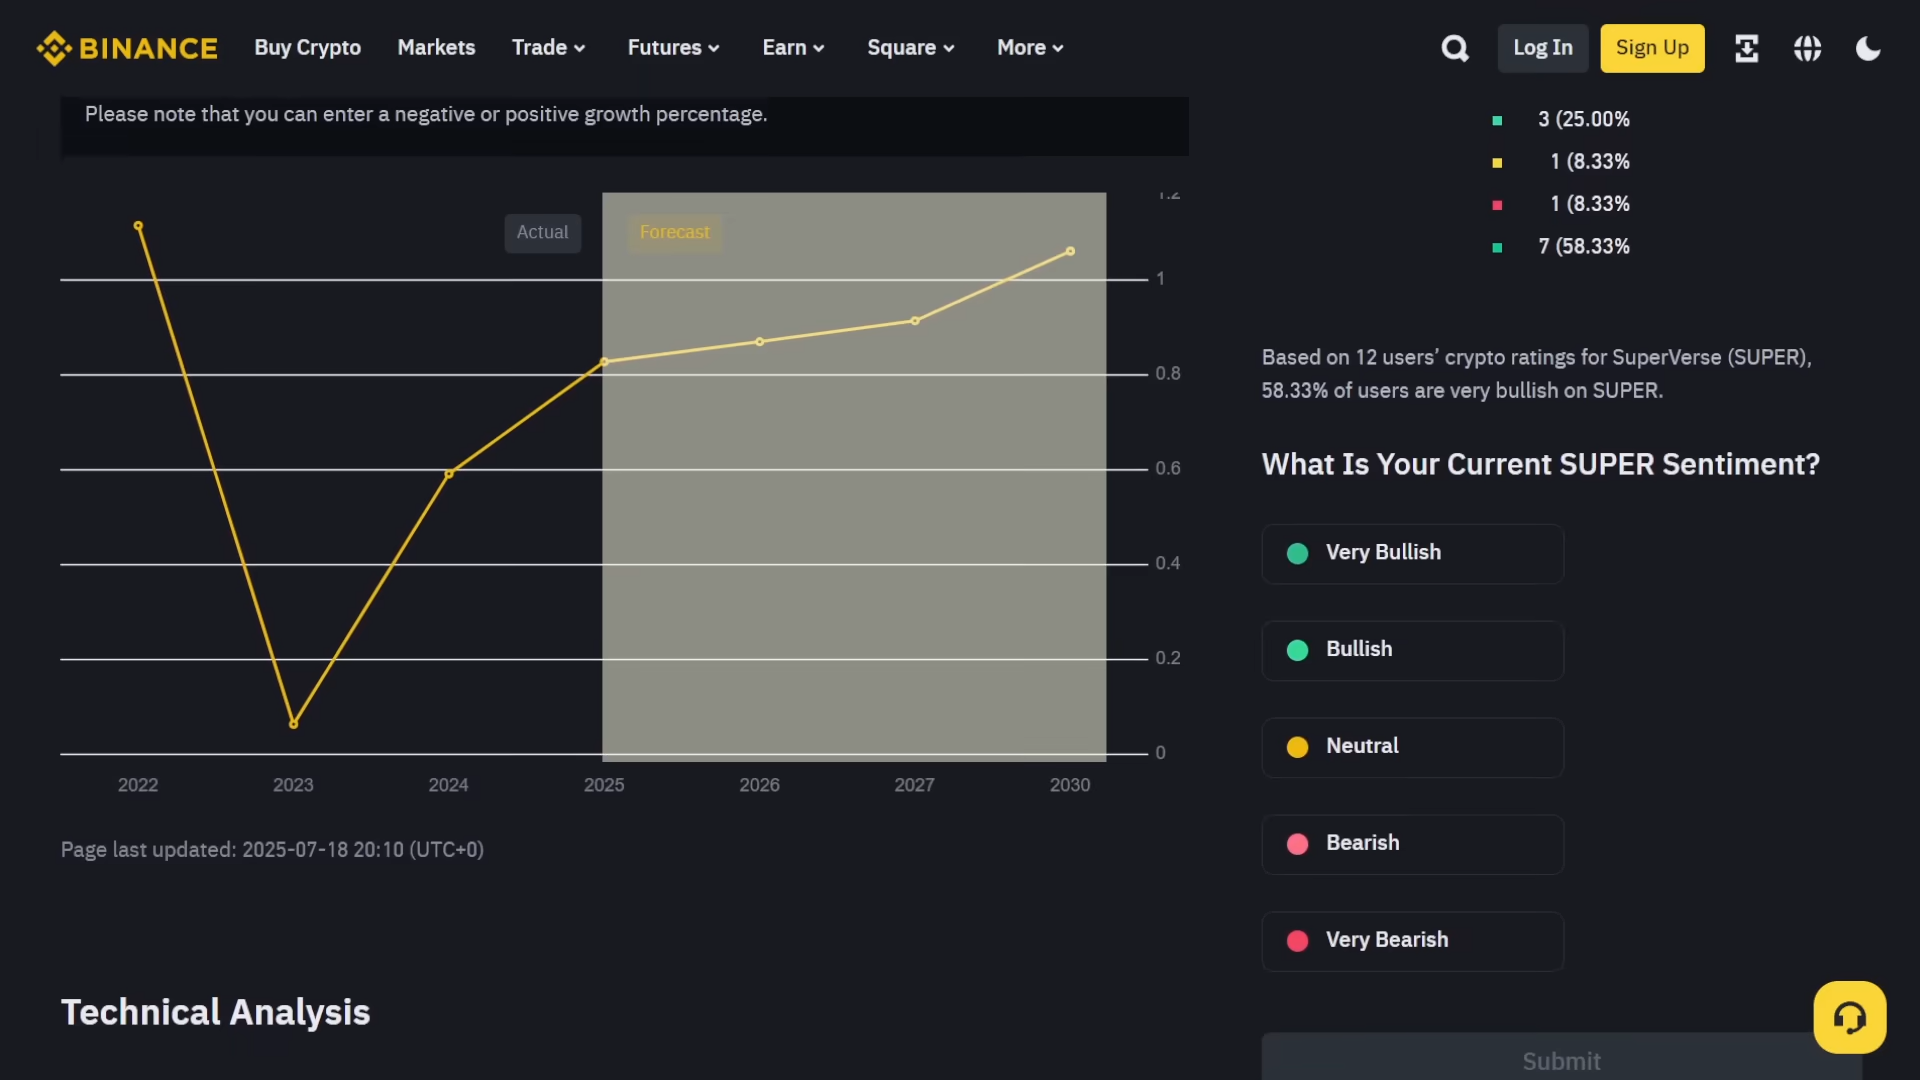 BINANCE Buy Crypto Markets Trade Futures Earn Square More Log In Sign Up
Please note that you can enter a negative or positive growth percentage.
Actual
Forecast
1.2
1
0.8
0.6
0.4
0.2
0
2022 2023 2024 2025 2026 2027 2030
Page last updated: 2025-07-18 20:10 (UTC+0)
Technical Analysis
3 (25.00%
1 (8.33%
1 (8.33%
7 (58.33%
Based on 12 users’ crypto ratings for SuperVerse (SUPER),
58.33% of users are very bullish on SUPER.
What Is Your Current SUPER Sentiment?
Very Bullish
Bullish
Neutral
Bearish
Very Bearish
Submit